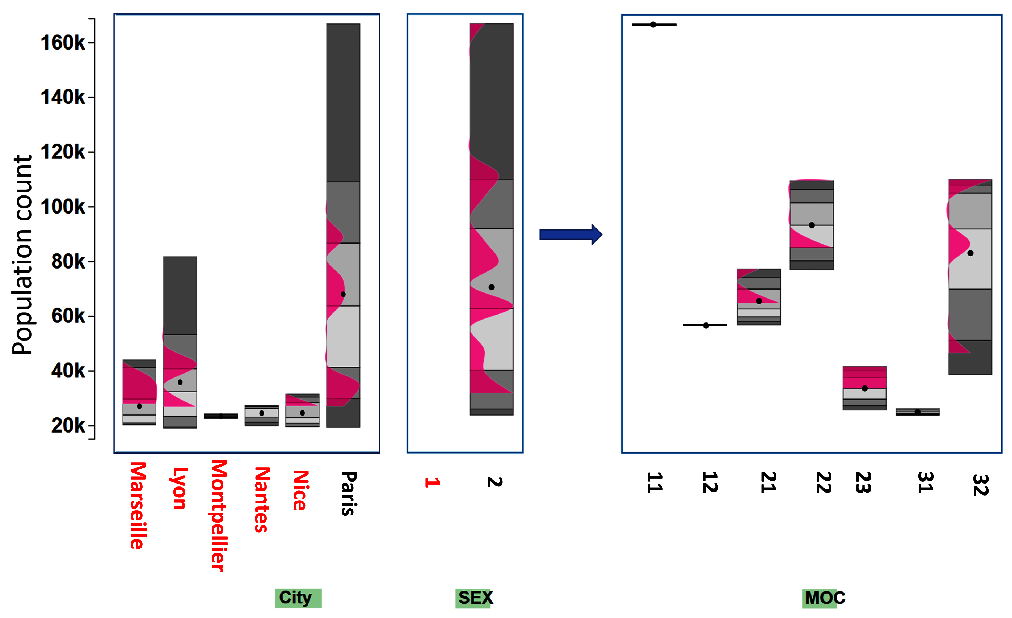 Population count
160k
140k
120k
100k
80k
60k
40k
20k
Marseille
Lyon
Montpellier
Nantes
Nice
Paris
1
2
11
12
21
22
23
31
32
City
SEX
MOC